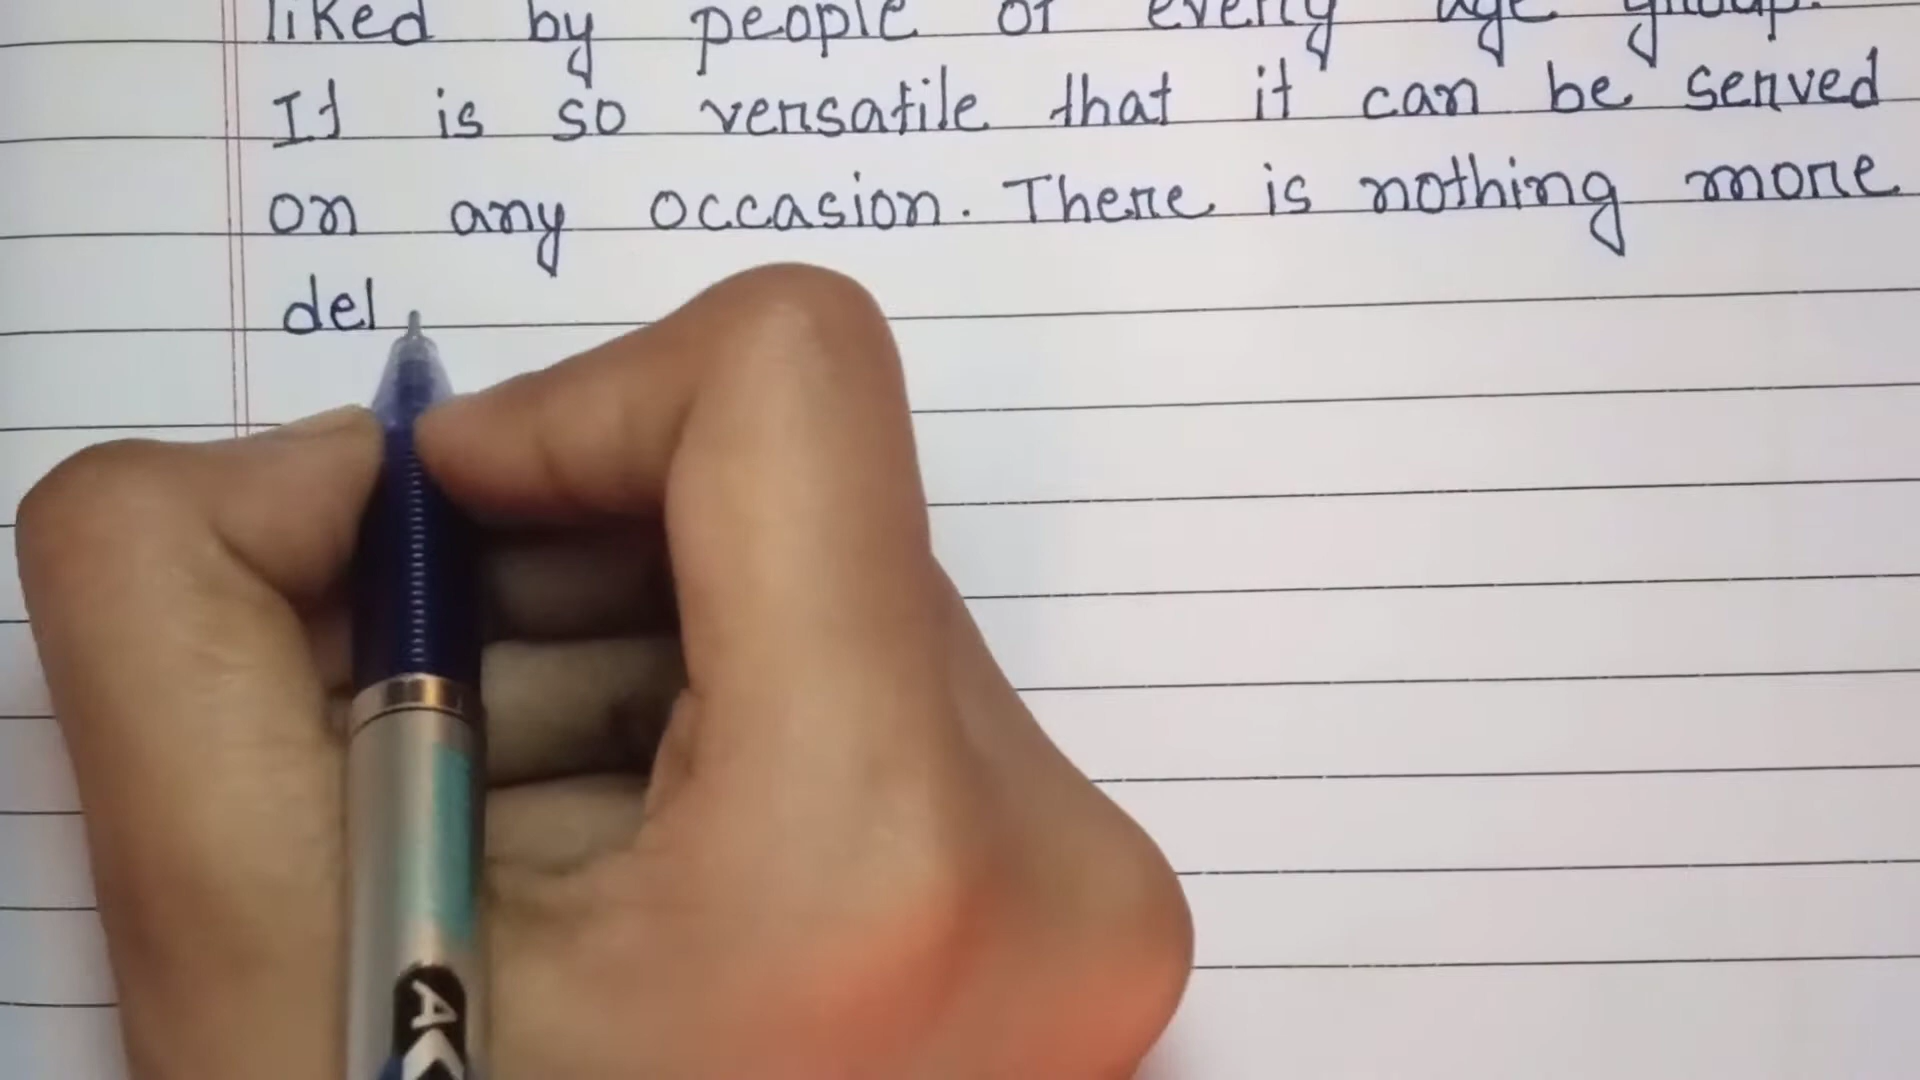 liked by people of every age group.
It is so versatile that it can be served
on any occasion. There is nothing more
del